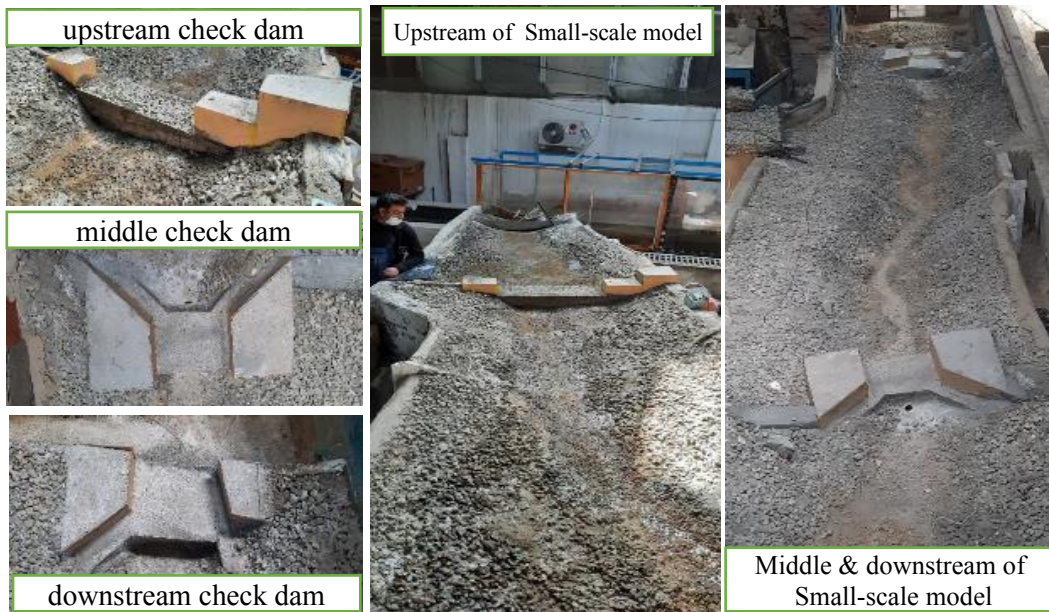 upstream check dam
middle check dam
downstream check dam
Upstream of Small-scale model
Middle & downstream of
Small-scale model